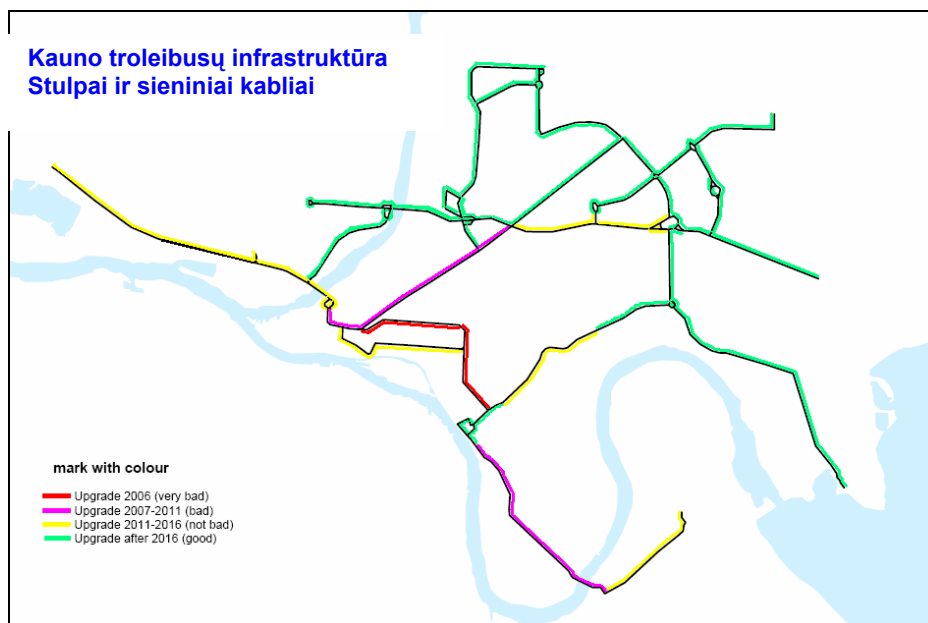 Kauno troleibusų infrastruktūra
Stulpai ir sieniniai kabliai
mark with colour
Upgrade 2006 (very bad)
Upgrade 2007-2011 (bad)
Upgrade 2011-2016 (not bad)
Upgrade after 2016 (good)